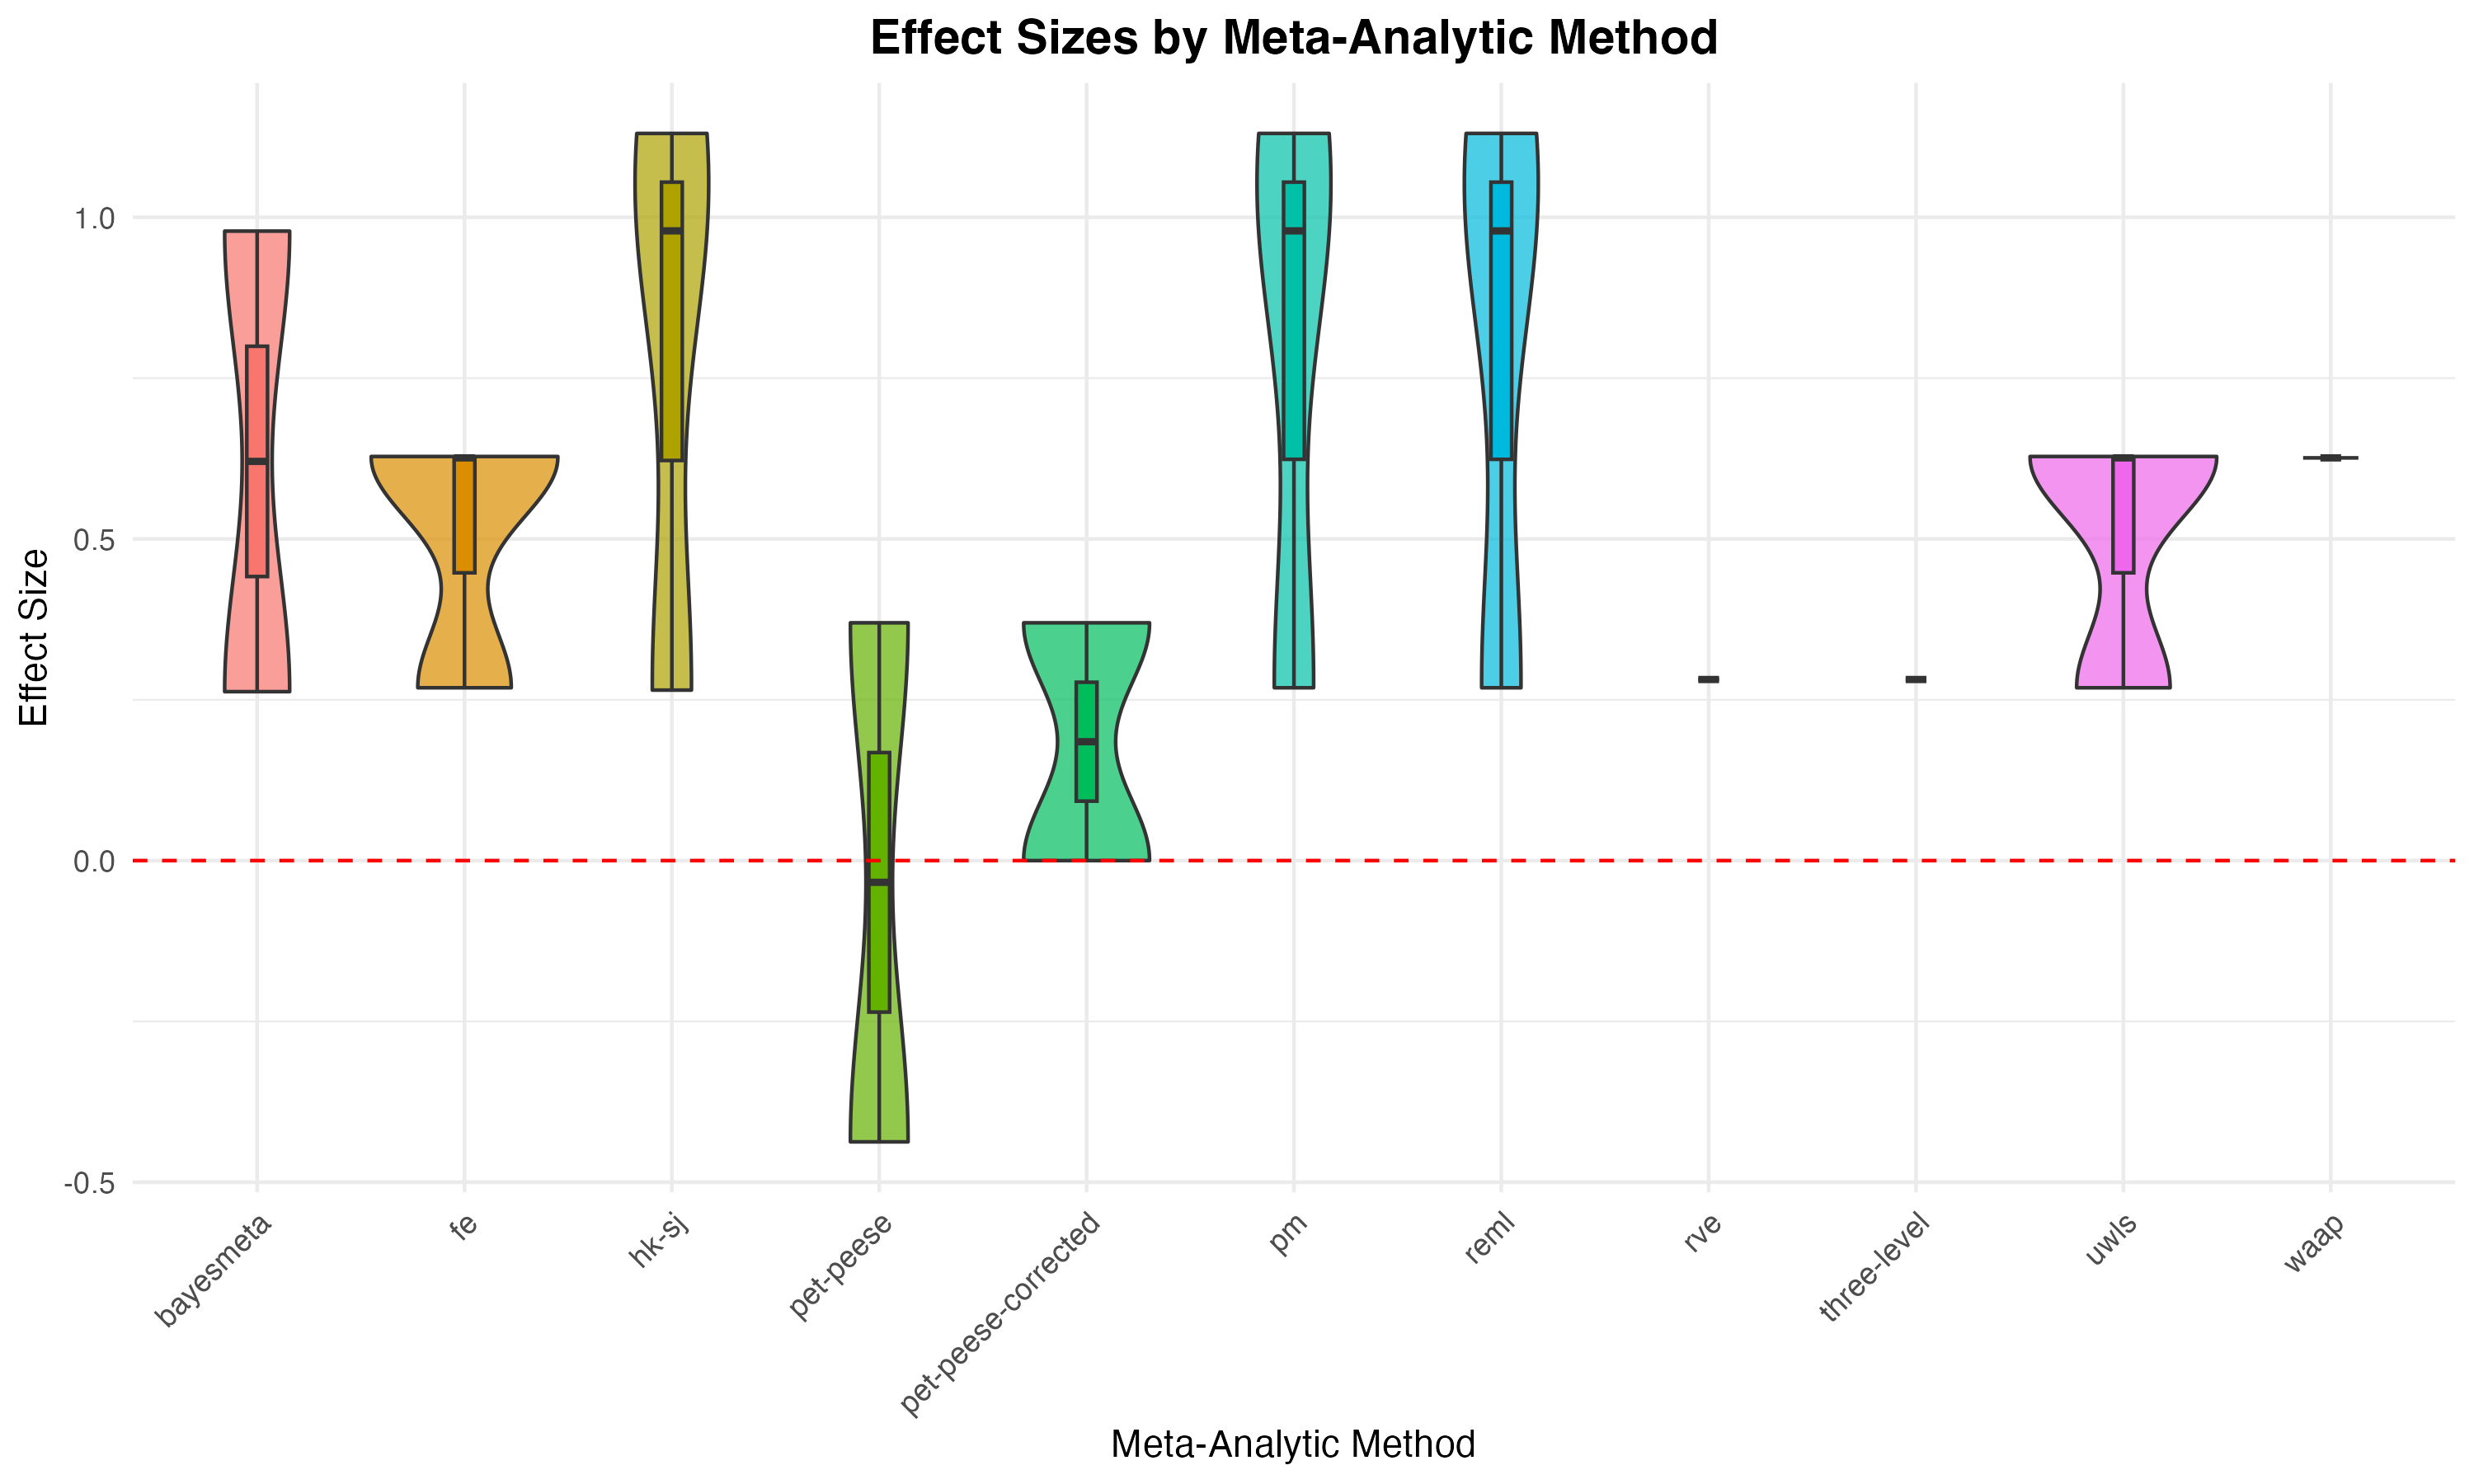 Effect Sizes by Meta-Analytic Method
Effect Size
1.0
0.5
0.0
-0.5
bayesmeta
fe
hk-sj
pet-peese
pet-peese-corrected
pm
reml
rve
three-level
uwls
waap
Meta-Analytic Method